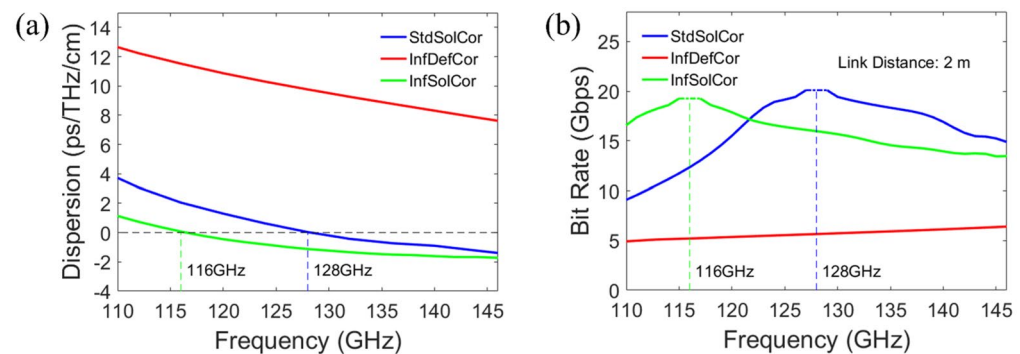 (a)
Dispersion (ps/THz/cm)
14
12
10
8
6
4
2
0
-2
-4
StdSolCor
InfDefCor
InfSolCor
116GHz
128GHz
110
115
120
125
130
135
140
145
Frequency (GHz)
(b)
Bit Rate (Gbps)
25
20
15
10
5
0
StdSolCor
InfDefCor
InfSolCor
Link Distance: 2 m
116GHz
128GHz
110
115
120
125
130
135
140
145
Frequency (GHz)